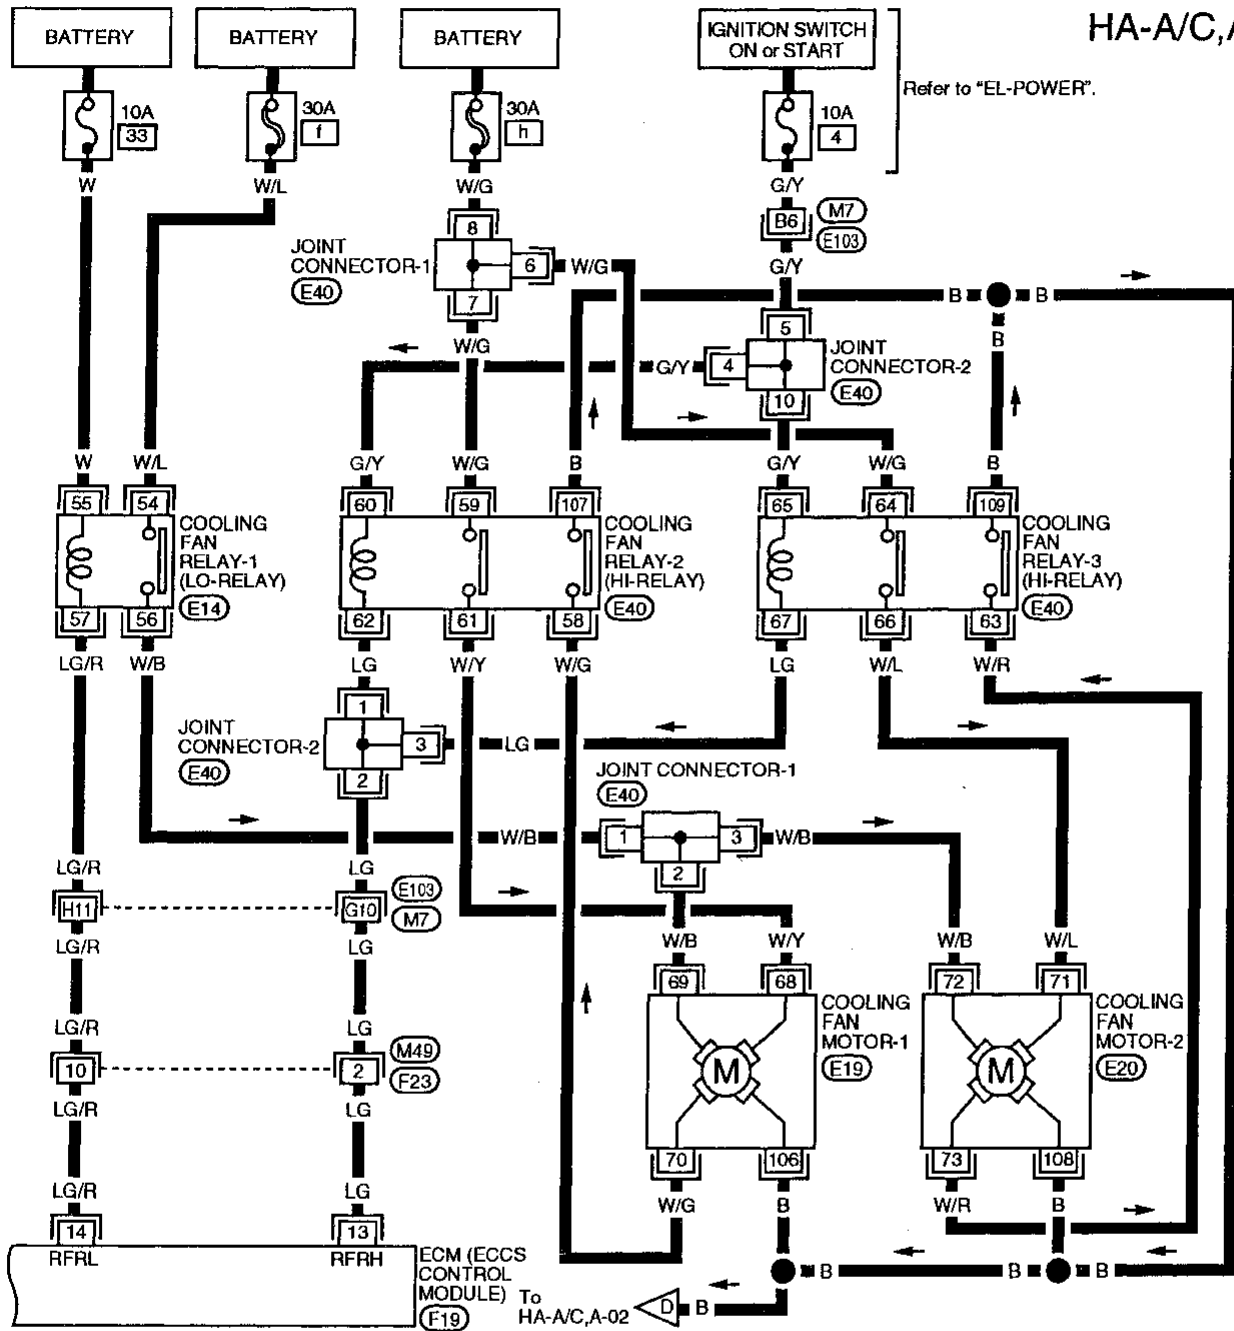 HA-A/C,A
BATTERY
BATTERY
BATTERY
IGNITION SWITCH
ON or START
Refer to "EL-POWER".
10A
33
30A
f
30A
h
10A
4
W
W/L
W/G
G/Y
B6
M7
E103
G/Y
8
JOINT
CONNECTOR-1
E40
6
W/G
7
W/G
B
B
B
5
JOINT
CONNECTOR-2
E40
G/Y
4
10
W
W/L
G/Y
W/G
B
G/Y
W/G
B
55
54
60
59
107
65
64
109
COOLING
FAN
RELAY-1
(LO-RELAY)
E14
COOLING
FAN
RELAY-2
(HI-RELAY)
E40
COOLING
FAN
RELAY-3
(HI-RELAY)
E40
57
56
62
61
58
67
66
63
LG/R
W/B
LG
W/Y
W/G
LG
W/L
W/R
1
JOINT
CONNECTOR-2
E40
3
LG
2
JOINT CONNECTOR-1
E40
W/B
1
3
W/B
2
LG/R
LG
H11
G10
E103
M7
LG/R
LG
W/B
W/Y
W/B
W/L
69
68
72
71
COOLING
FAN
MOTOR-1
E19
COOLING
FAN
MOTOR-2
E20
M
M
LG/R
LG
10
2
M49
F23
LG/R
LG
70
106
73
108
LG/R
LG
W/G
B
W/R
B
14
13
RFRL
RFRH
ECM (ECCS
CONTROL
MODULE)
F19
B
B
B
To
HA-A/C,A-02
D
B